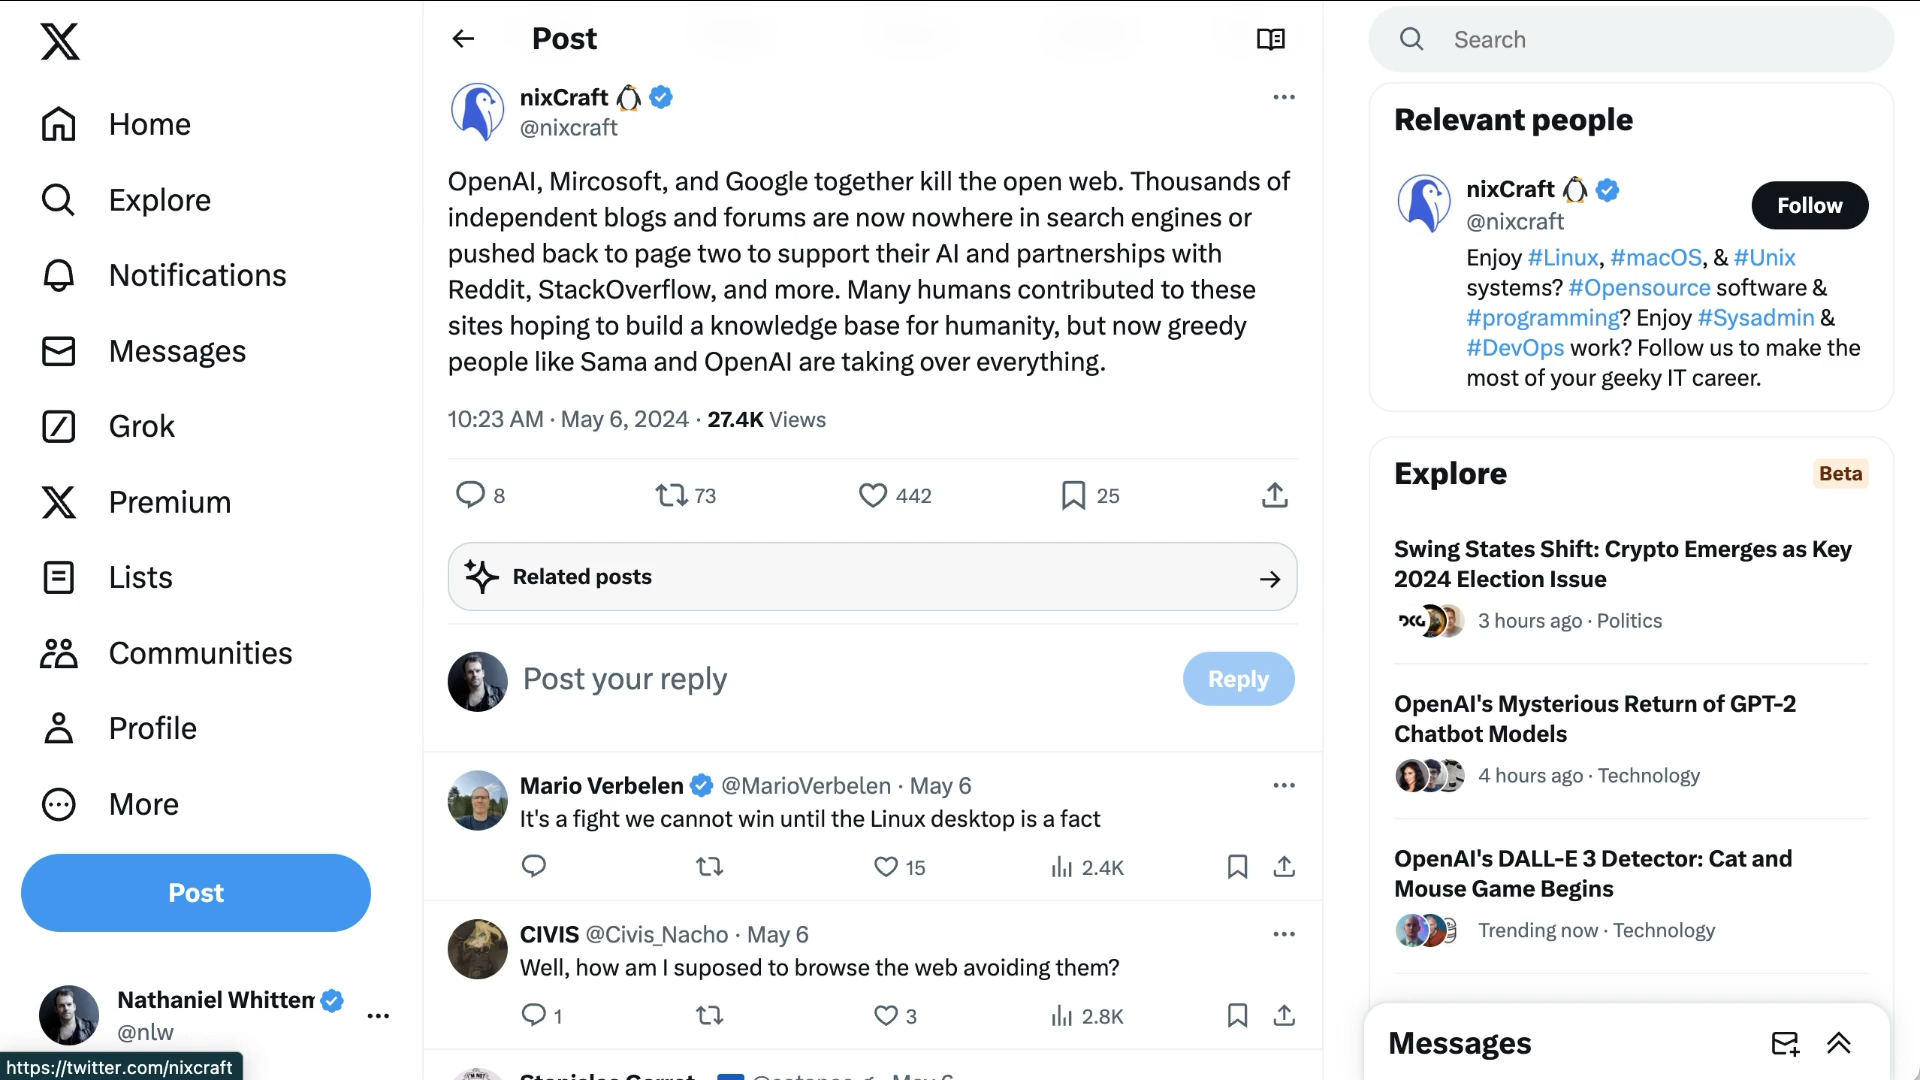 Home
Explore
Notifications
Messages
Grok
Premium
Lists
Communities
Profile
More
Post
Nathaniel Whittem
@nlw
https://twitter.com/nixcraft
Post
nixCraft
@nixcraft
OpenAI, Mircosoft, and Google together kill the open web. Thousands of
independent blogs and forums are now nowhere in search engines or
pushed back to page two to support their AI and partnerships with
Reddit, StackOverflow, and more. Many humans contributed to these
sites hoping to build a knowledge base for humanity, but now greedy
people like Sama and OpenAI are taking over everything.
10:23 AM · May 6, 2024 · 27.4K Views
8 73 442 25
Related posts
Post your reply
Reply
Mario Verbelen @MarioVerbelen · May 6
It's a fight we cannot win until the Linux desktop is a fact
15 2.4K
CIVIS @Civis_Nacho · May 6
Well, how am I suposed to browse the web avoiding them?
1 3 2.8K
Search
Relevant people
nixCraft
@nixcraft
Follow
Enjoy #Linux, #macOS, & #Unix
systems? #Opensource software &
#programming? Enjoy #Sysadmin &
#DevOps work? Follow us to make the
most of your geeky IT career.
Explore
Beta
Swing States Shift: Crypto Emerges as Key
2024 Election Issue
DCG
3 hours ago · Politics
OpenAI's Mysterious Return of GPT-2
Chatbot Models
4 hours ago · Technology
OpenAI's DALL-E 3 Detector: Cat and
Mouse Game Begins
Trending now · Technology
Messages